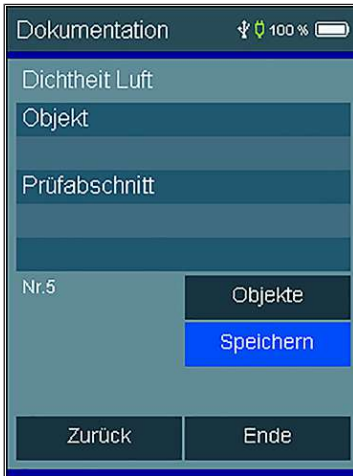 Dokumentation 100 %
Dichtheit Luft
Objekt
Prüfabschnitt
Nr.5 Objekte
Speichern
Zurück Ende